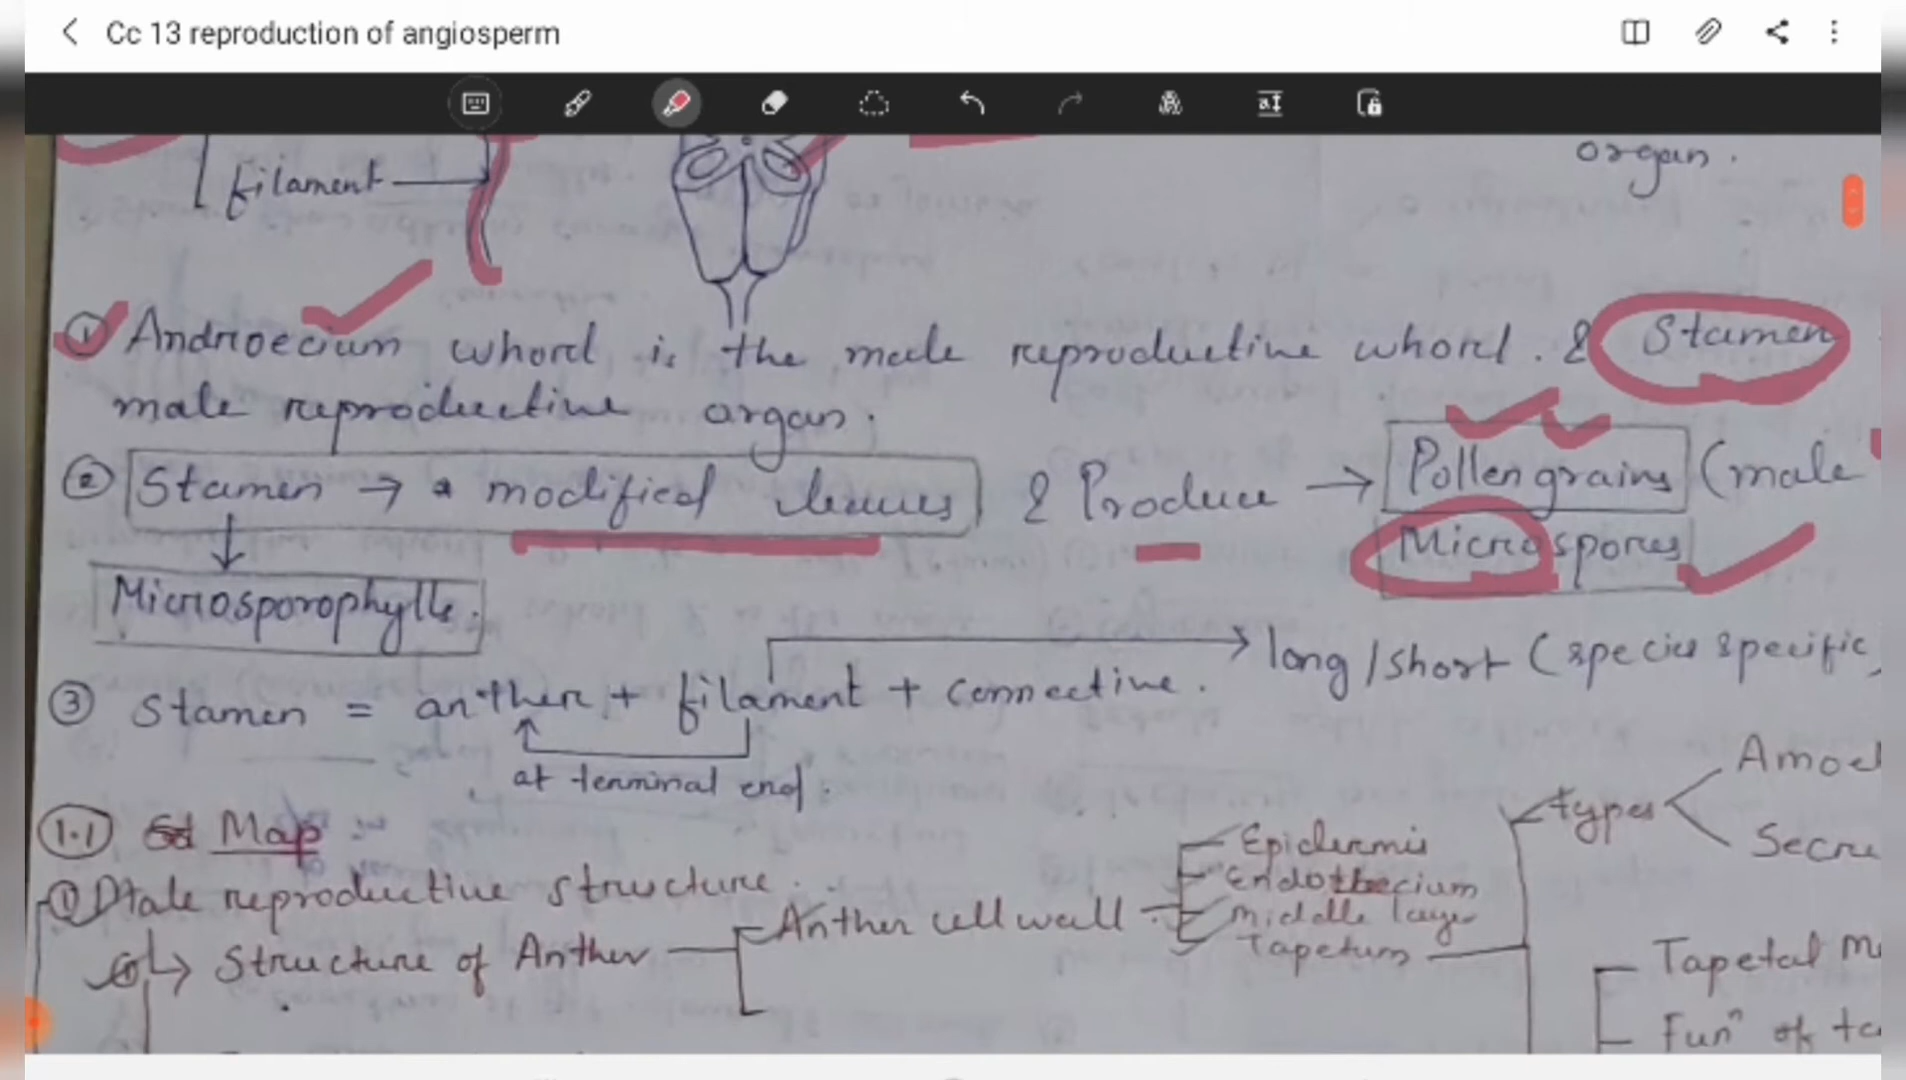 Cc 13 reproduction of angiosperm
filament
organ.
① Androecium whorl is the male reproductive whorl. & Stamen
male reproductive organ.
② Stamen → modified leaves & Produce → Pollen grains (male
Microspores
Microsporophylls.
long/short (species specific)
③ Stamen = anther + filament + connective.
at terminal end.
Amoe
types
Secre
1.1 Map
Epidermis
① Male reproductive structure
Endothecium
Anther cell wall
Middle layer
Tapetum
Structure of Anther
Tapetal M
Funⁿ of ta